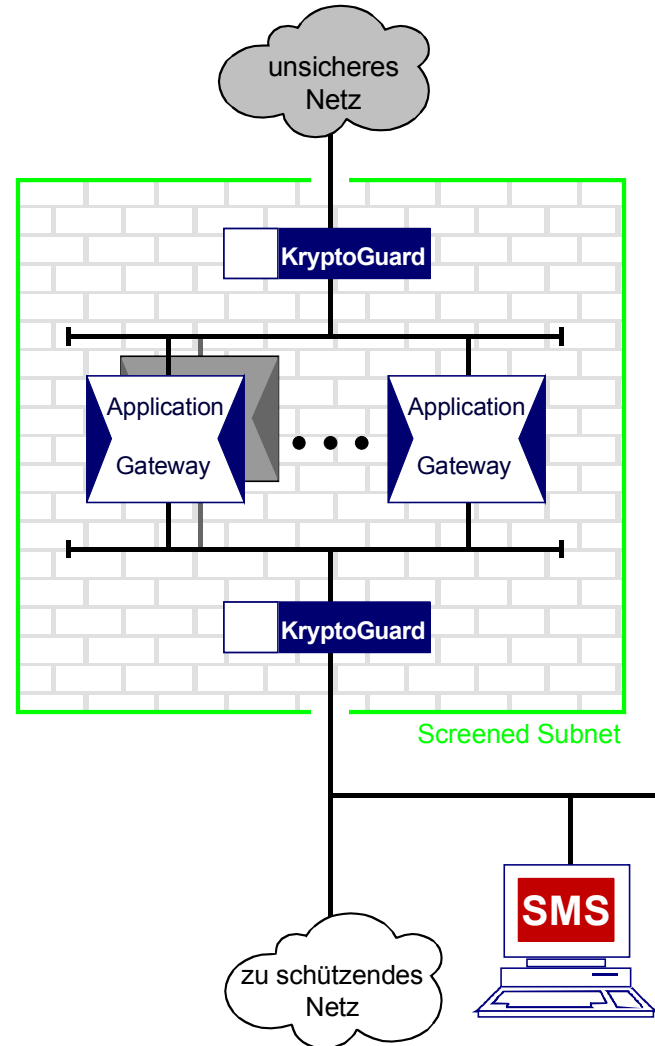 unsicheres
Netz
KryptoGuard
Application
Gateway
Application
Gateway
KryptoGuard
Screened Subnet
SMS
zu schützendes
Netz